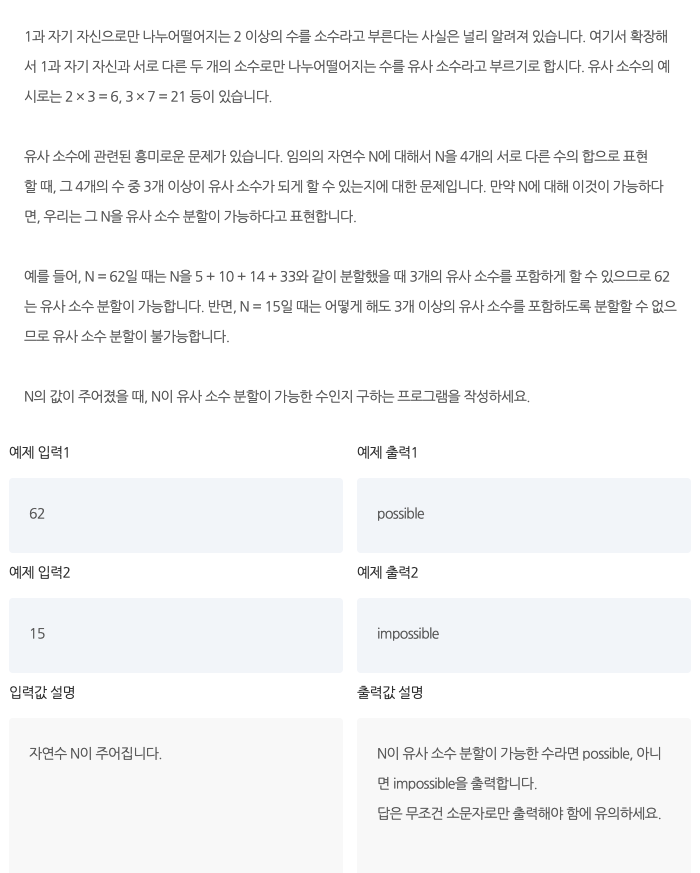 1과 자기 자신으로만 나누어떨어지는 2 이상의 수를 소수라고 부른다는 사실은 널리 알려져 있습니다. 여기서 확장해
서 1과 자기 자신과 서로 다른 두 개의 소수로만 나누어떨어지는 수를 유사 소수라고 부르기로 합시다. 유사 소수의 예
시로는 2 × 3 = 6, 3 × 7 = 21 등이 있습니다.
유사 소수에 관련된 흥미로운 문제가 있습니다. 임의의 자연수 N에 대해서 N을 4개의 서로 다른 수의 합으로 표현
할 때, 그 4개의 수 중 3개 이상이 유사 소수가 되게 할 수 있는지에 대한 문제입니다. 만약 N에 대해 이것이 가능하다
면, 우리는 그 N을 유사 소수 분할이 가능하다고 표현합니다.
예를 들어, N = 62일 때는 N을 5 + 10 + 14 + 33와 같이 분할했을 때 3개의 유사 소수를 포함하게 할 수 있으므로 62
는 유사 소수 분할이 가능합니다. 반면, N = 15일 때는 어떻게 해도 3개 이상의 유사 소수를 포함하도록 분할할 수 없으
므로 유사 소수 분할이 불가능합니다.
N의 값이 주어졌을 때, N이 유사 소수 분할이 가능한 수인지 구하는 프로그램을 작성하세요.
예제 입력1
예제 출력1
62
possible
예제 입력2
예제 출력2
15
impossible
입력값 설명
출력값 설명
자연수 N이 주어집니다.
N이 유사 소수 분할이 가능한 수라면 possible, 아니
면 impossible을 출력합니다.
답은 무조건 소문자로만 출력해야 함에 유의하세요.